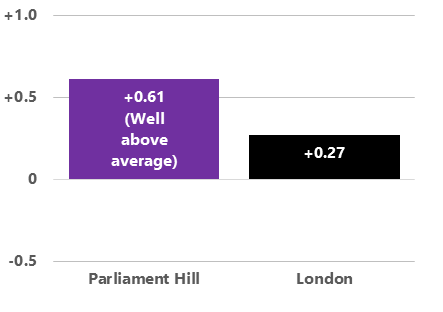 +1.0
+0.5
0
-0.5
+0.61
(Well
above
average)
+0.27
Parliament Hill
London